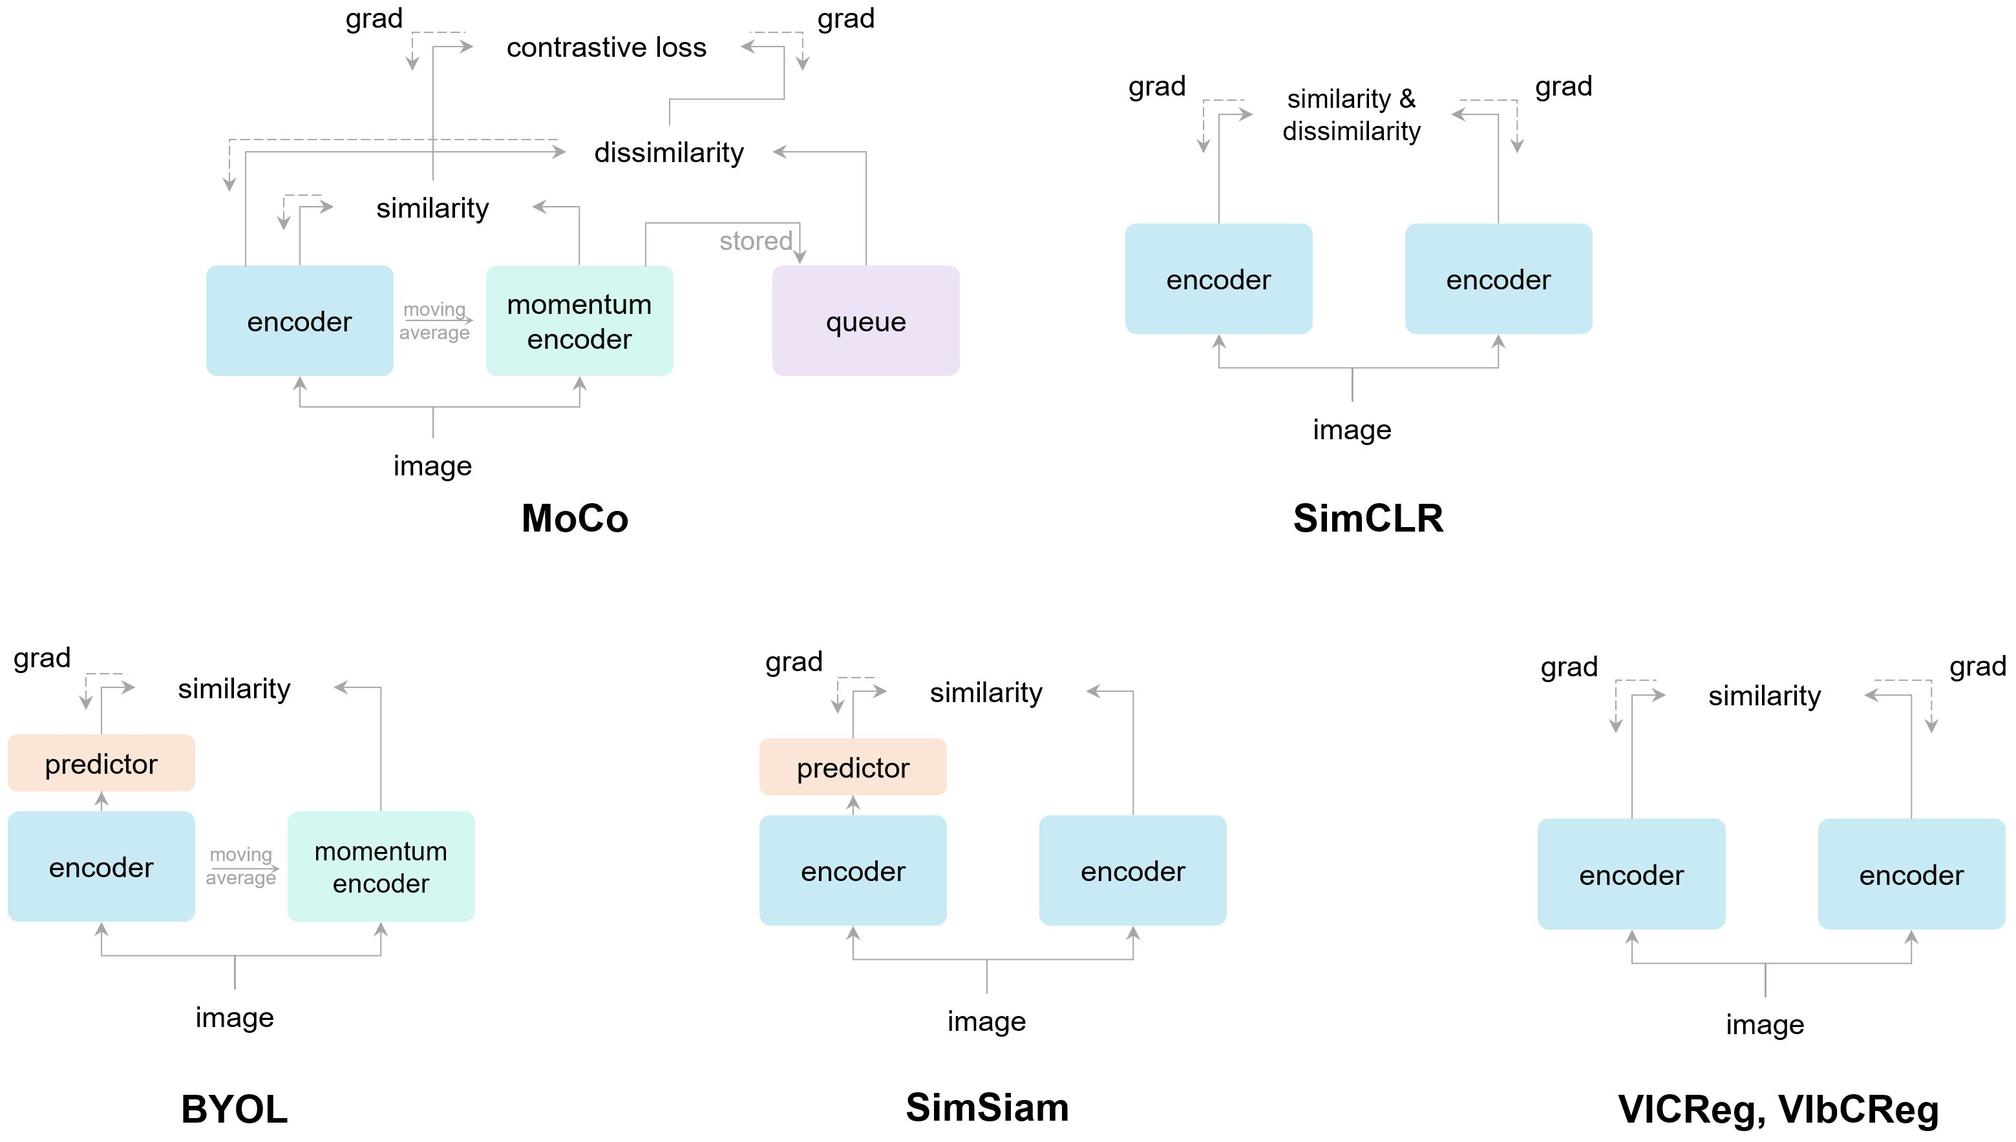 grad
grad
contrastive loss
dissimilarity
similarity
stored
encoder
moving
average
momentum
encoder
queue
image
MoCo
grad
grad
similarity &
dissimilarity
encoder
encoder
image
SimCLR
grad
similarity
predictor
encoder
moving
average
momentum
encoder
image
BYOL
grad
similarity
predictor
encoder
encoder
image
SimSiam
grad
grad
similarity
encoder
encoder
image
VICReg, VIbCReg